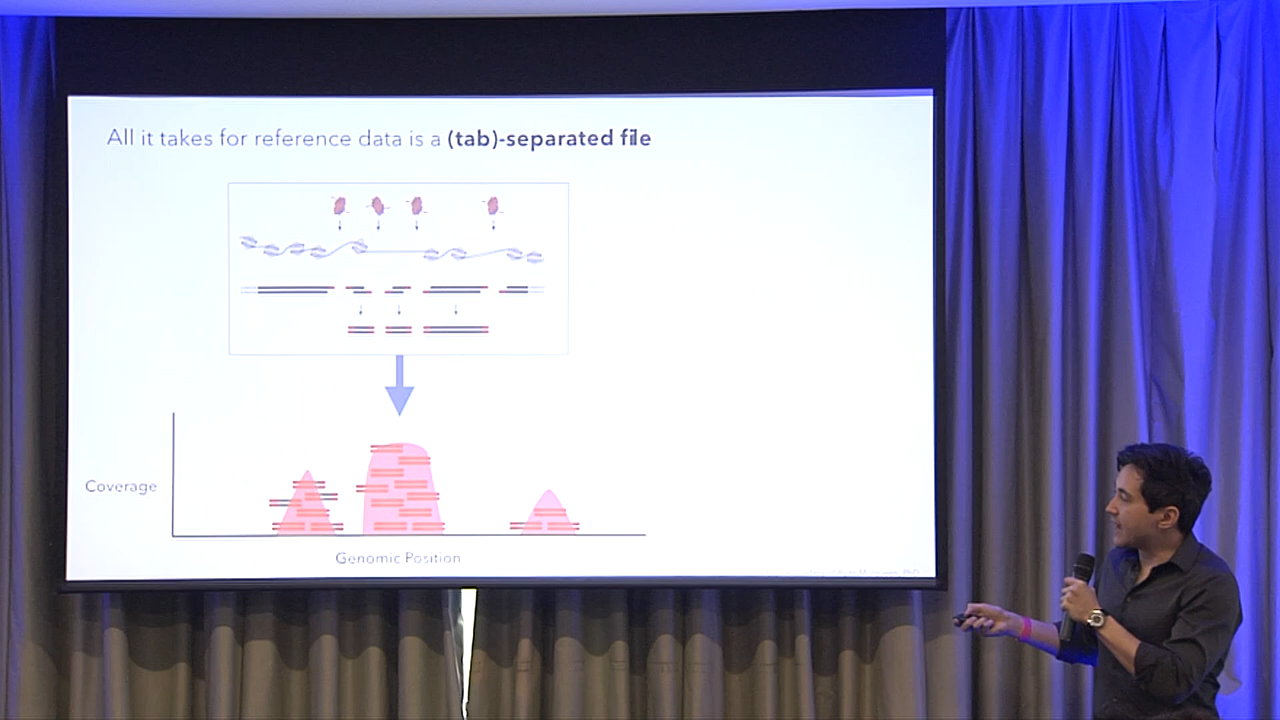 All it takes for reference data is a (tab)-separated file
Coverage
Genomic Position